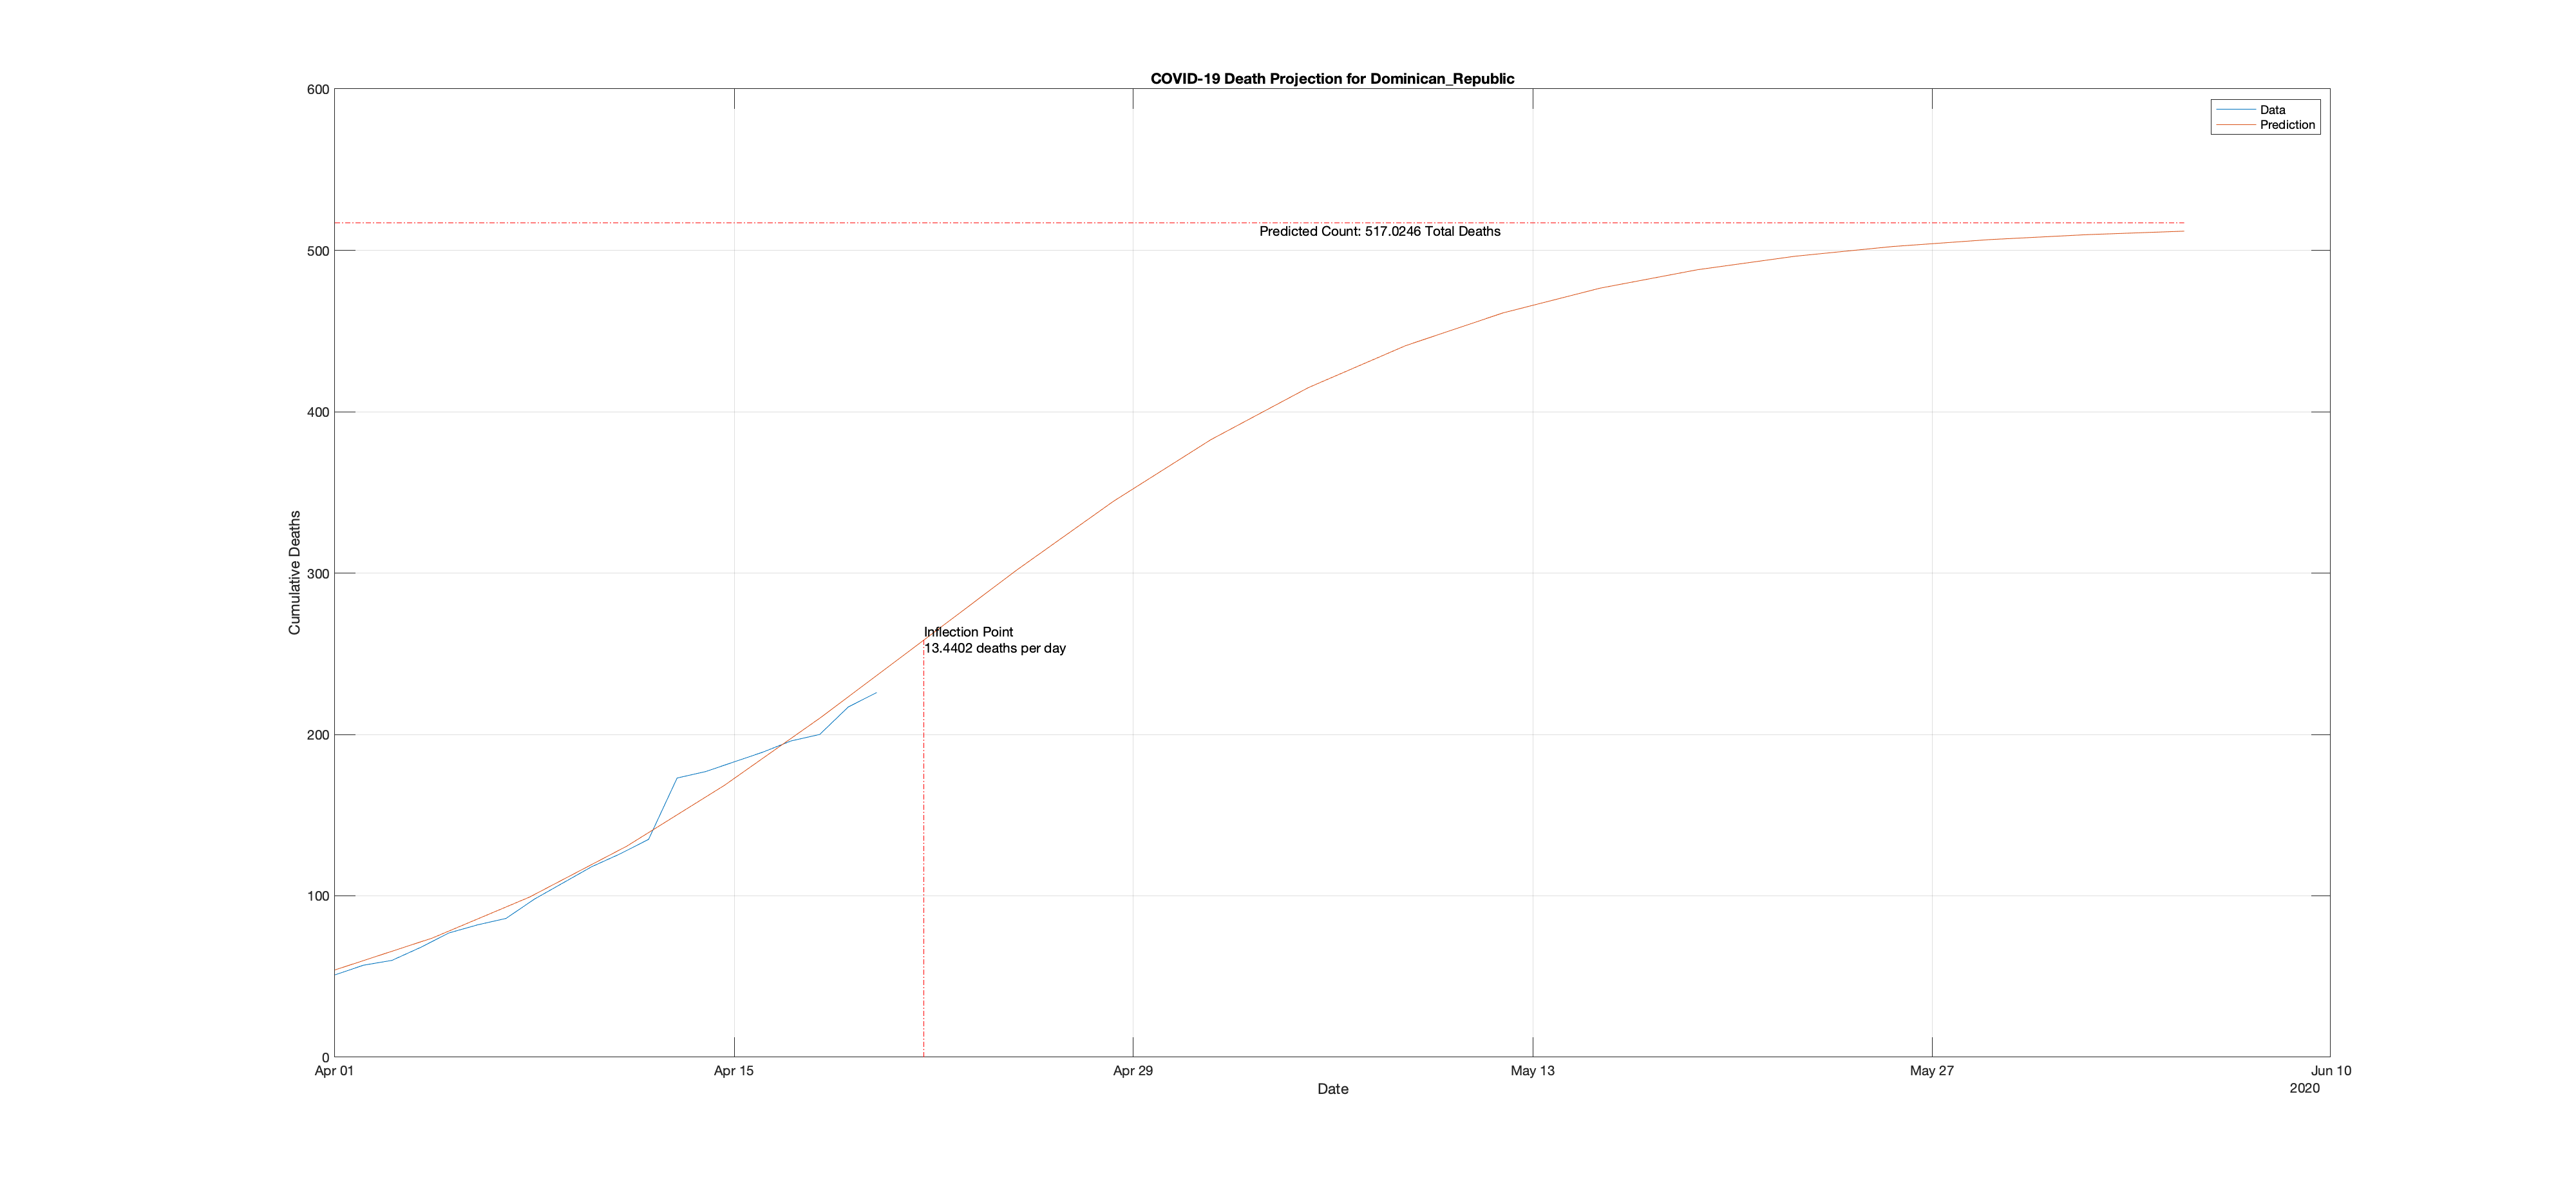 COVID-19 Death Projection for Dominican_Republic
600
500
400
300
200
100
0
Cumulative Deaths
Data
Prediction
Predicted Count: 517.0246 Total Deaths
Inflection Point
13.4402 deaths per day
Apr 01
Apr 15
Apr 29
May 13
May 27
Jun 10
2020
Date